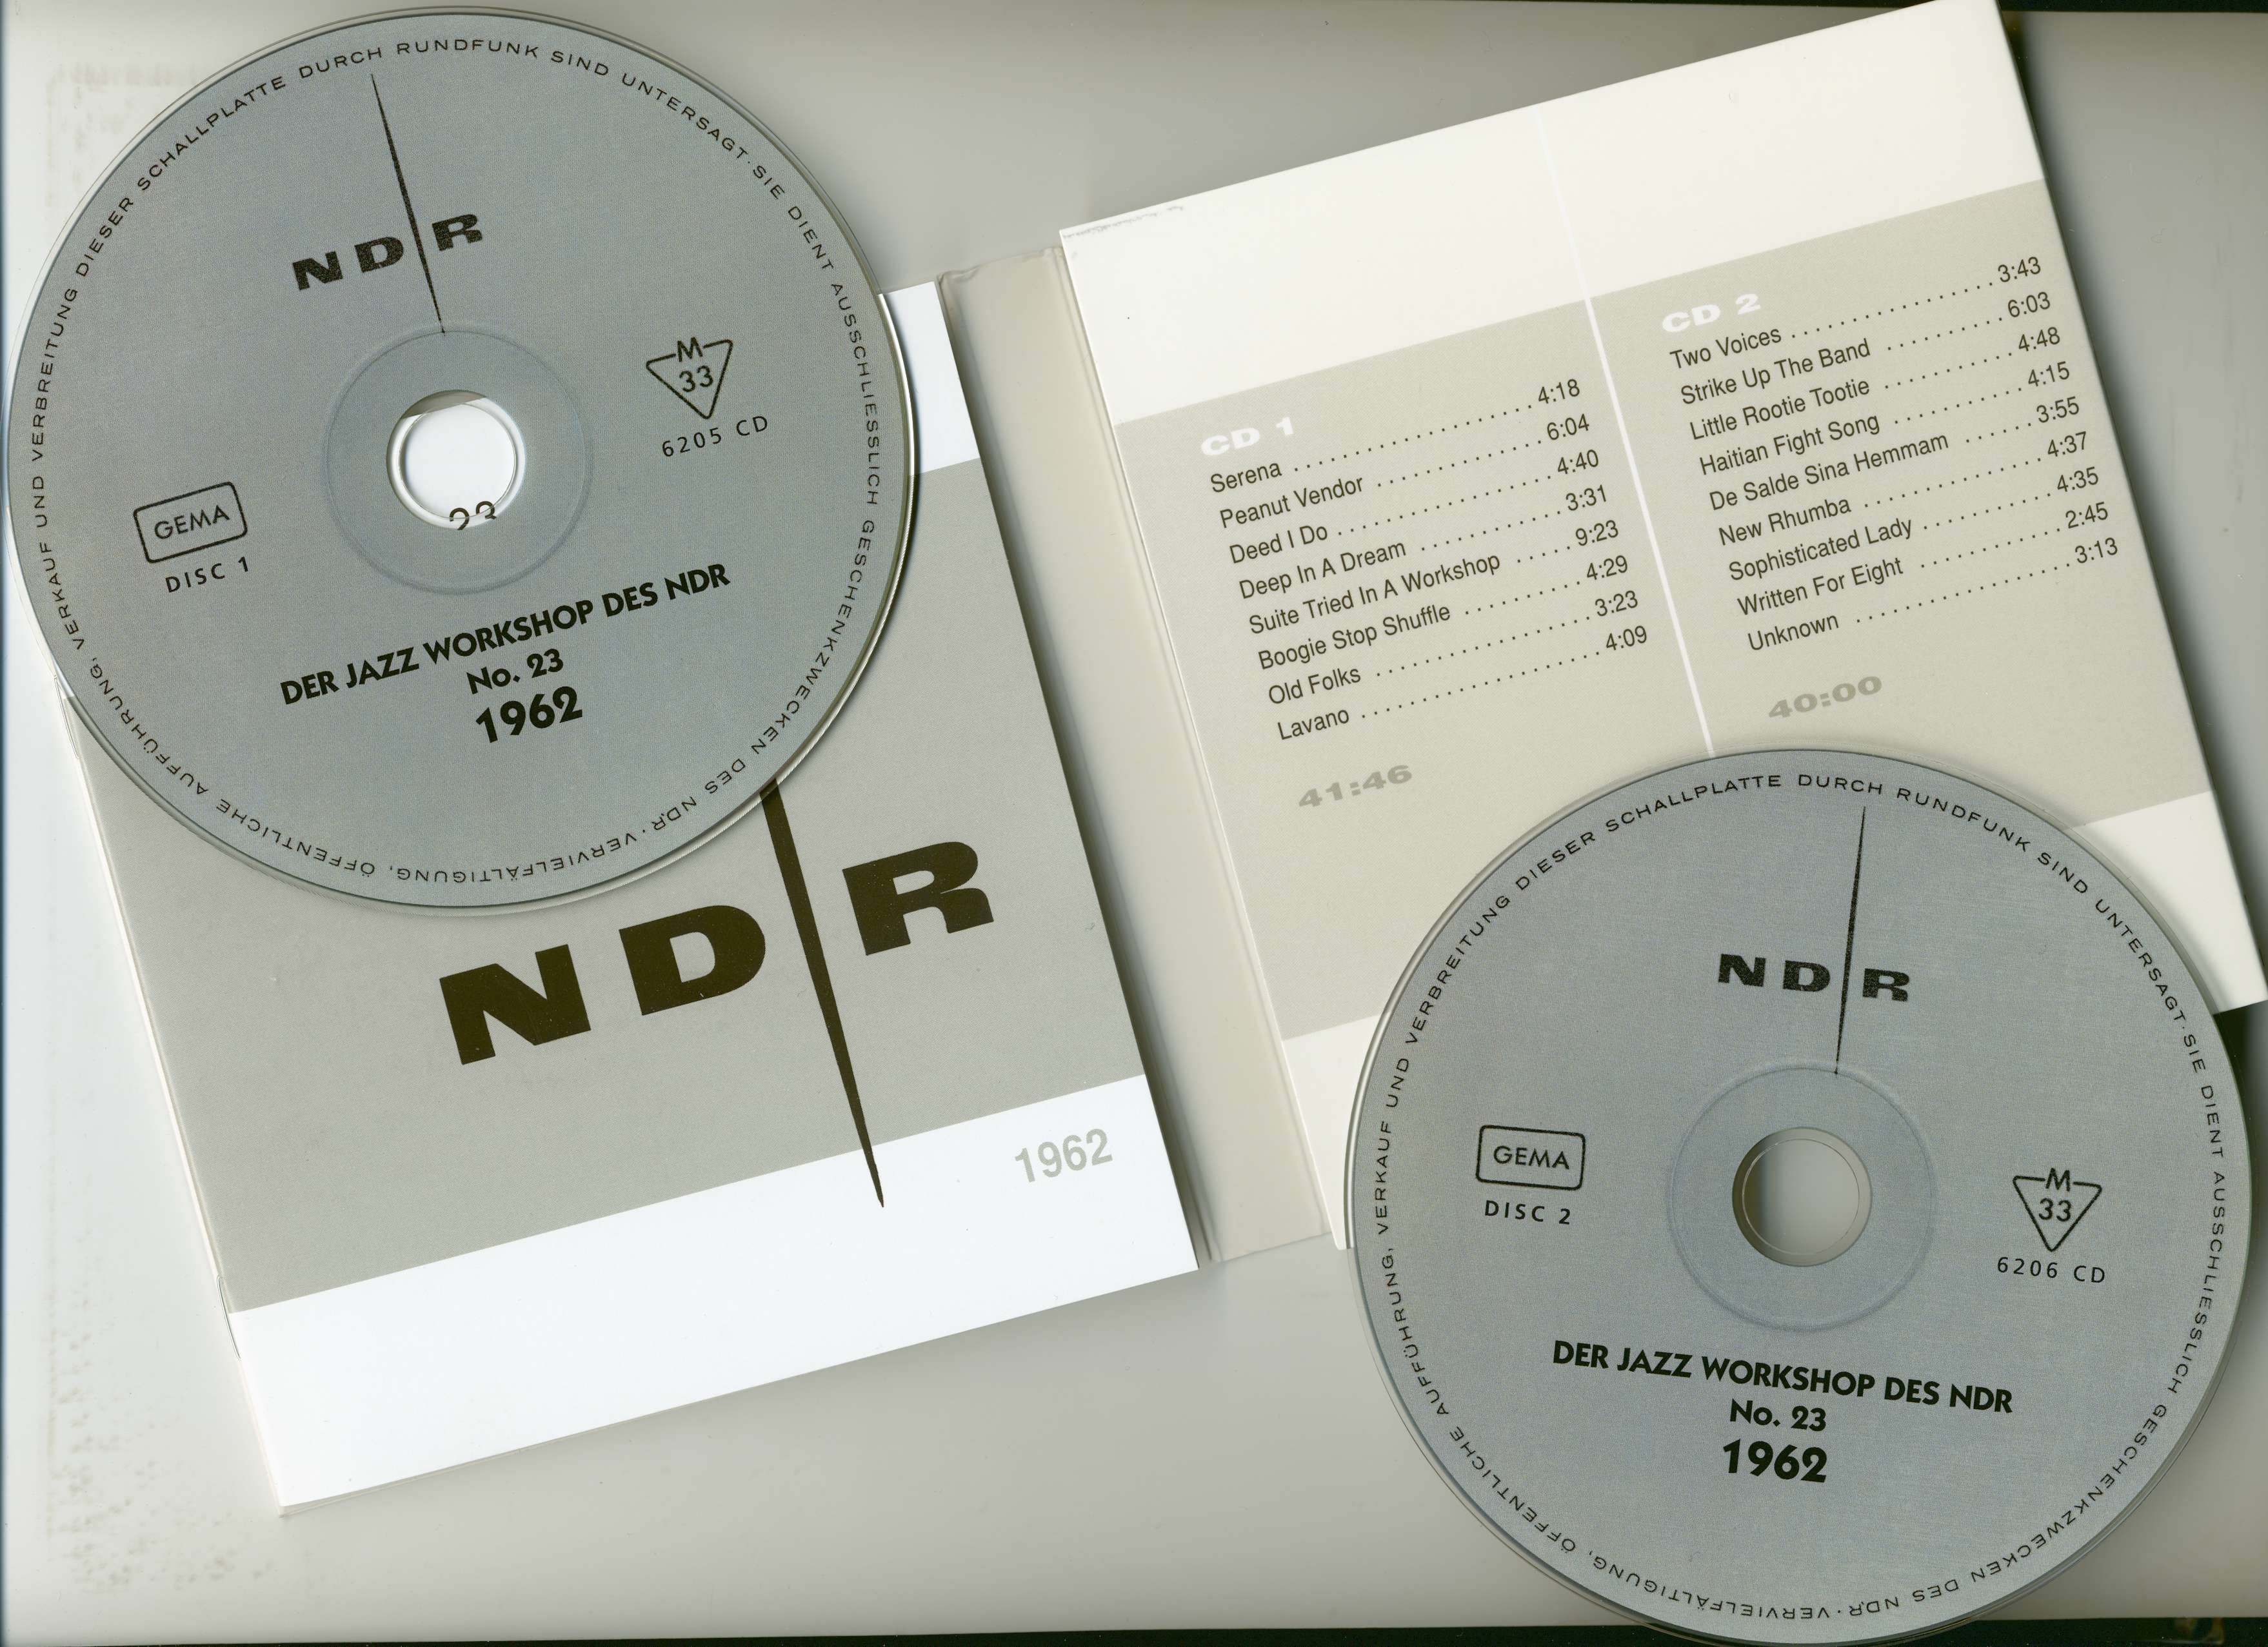 VERVIELFÄLTIGUNG, ÖFFENTLICHE AUFFÜHRUNG, VERKAUF UND VERBREITUNG DIESER SCHALLPLATTE DURCH RUNDFUNK SIND UNTERSAGT·SIE DIENT AUSSCHLIESSLICH GESCHENKZWECKEN DES NDR·
NDR
M
33
6205 CD
GEMA
DISC 1
23
DER JAZZ WORKSHOP DES NDR
No. 23
1962
NDR
1962
CD 1
Serena 4:18
Peanut Vendor 6:04
Deed I Do 4:40
Deep In A Dream 3:31
Suite Tried In A Workshop 9:23
Boogie Stop Shuffle 4:29
Old Folks 3:23
Lavano 4:09
41:46
CD 2
Two Voices 3:43
Strike Up The Band 6:03
Little Rootie Tootie 4:48
Haitian Fight Song 4:15
De Salde Sina Hemmam 3:55
New Rhumba 4:37
Sophisticated Lady 4:35
Written For Eight 2:45
Unknown 3:13
40:00
VERVIELFÄLTIGUNG, ÖFFENTLICHE AUFFÜHRUNG, VERKAUF UND VERBREITUNG DIESER SCHALLPLATTE DURCH RUNDFUNK SIND UNTERSAGT·SIE DIENT AUSSCHLIESSLICH GESCHENKZWECKEN DES NDR·
NDR
GEMA
DISC 2
M
33
6206 CD
DER JAZZ WORKSHOP DES NDR
No. 23
1962